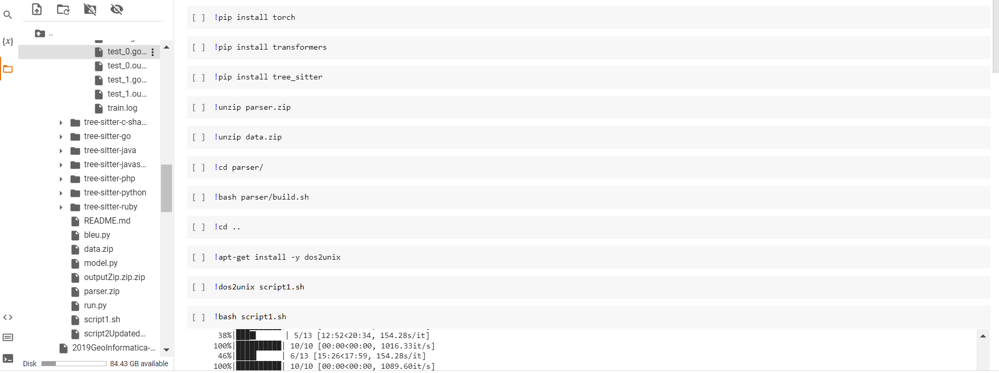 {x}
..
test_0.go...
test_0.ou...
test_1.go...
test_1.ou...
train.log
tree-sitter-c-sha...
tree-sitter-go
tree-sitter-java
tree-sitter-javas...
tree-sitter-php
tree-sitter-python
tree-sitter-ruby
README.md
bleu.py
data.zip
model.py
outputZip.zip.zip
parser.zip
run.py
script1.sh
script2Updated...
2019GeoInformatica-...
Disk 84.43 GB available
[ ] !pip install torch
[ ] !pip install transformers
[ ] !pip install tree_sitter
[ ] !unzip parser.zip
[ ] !unzip data.zip
[ ] !cd parser/
[ ] !bash parser/build.sh
[ ] !cd ..
[ ] !apt-get install -y dos2unix
[ ] !dos2unix script1.sh
[ ] !bash script1.sh
38%|███▊ | 5/13 [12:52<20:34, 154.28s/it]
100%|██████████| 10/10 [00:00<00:00, 1016.33it/s]
46%|████▌ | 6/13 [15:26<17:59, 154.28s/it]
100%|██████████| 10/10 [00:00<00:00, 1089.60it/s]